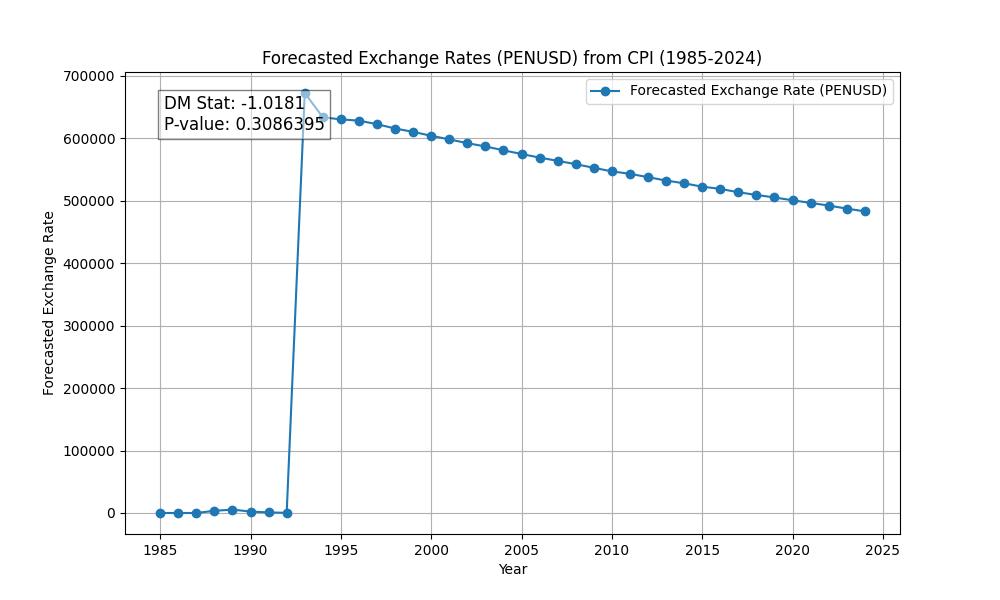 Forecasted Exchange Rates (PENUSD) from CPI (1985-2024)
700000
600000
500000
400000
300000
200000
100000
0
Forecasted Exchange Rate
DM Stat: -1.0181
P-value: 0.3086395
Forecasted Exchange Rate (PENUSD)
1985
1990
1995
2000
2005
2010
2015
2020
2025
Year